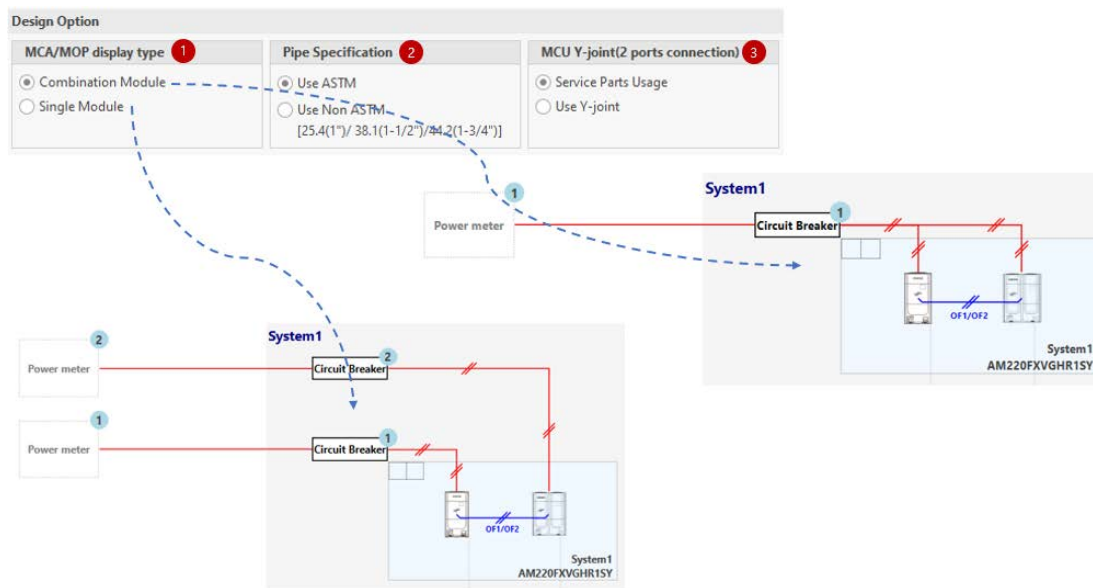 Design Option
MCA/MOP display type 1
Combination Module
Single Module
Pipe Specification 2
Use ASTM
Use Non ASTM
[25.4(1")/ 38.1(1-1/2")/44.2(1-3/4")]
MCU Y-joint(2 ports connection) 3
Service Parts Usage
Use Y-joint
System1
1
Power meter
1
Circuit Breaker
OF1/OF2
System1
AM220FXVGHR1SY
System1
2
Power meter
2
Circuit Breaker
1
Power meter
1
Circuit Breaker
OF1/OF2
System1
AM220FXVGHR1SY